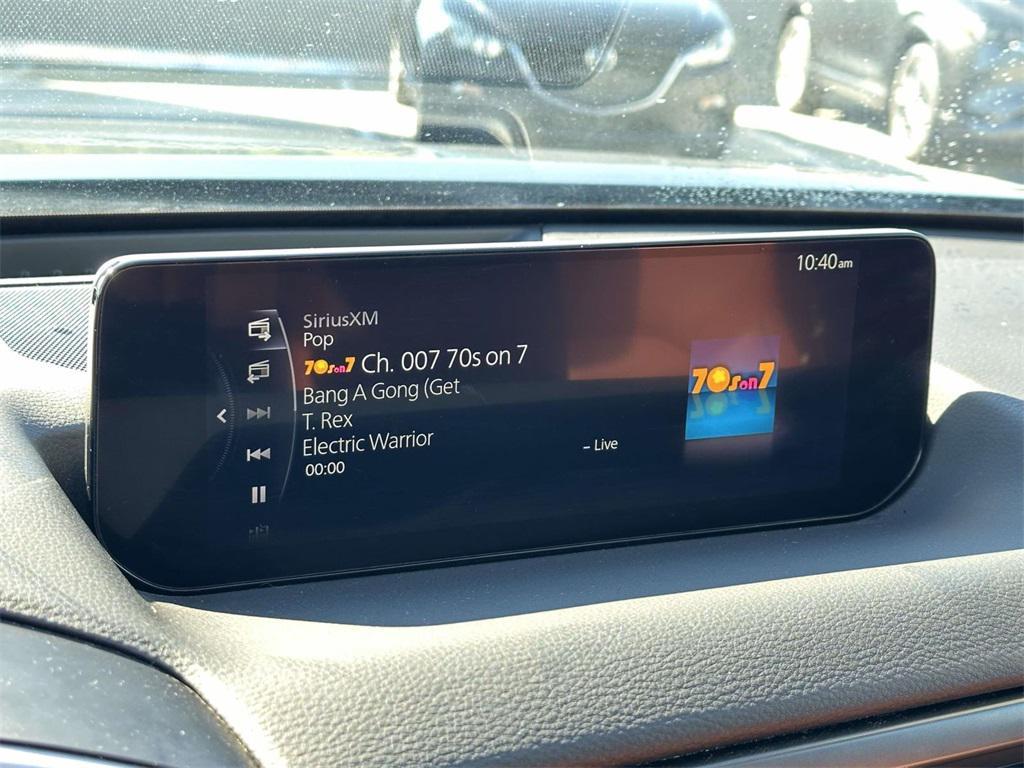 10:40am
SiriusXM
Pop
70s on 7 Ch. 007 70s on 7
Bang A Gong (Get
T. Rex
Electric Warrior
00:00
– Live
70s on 7